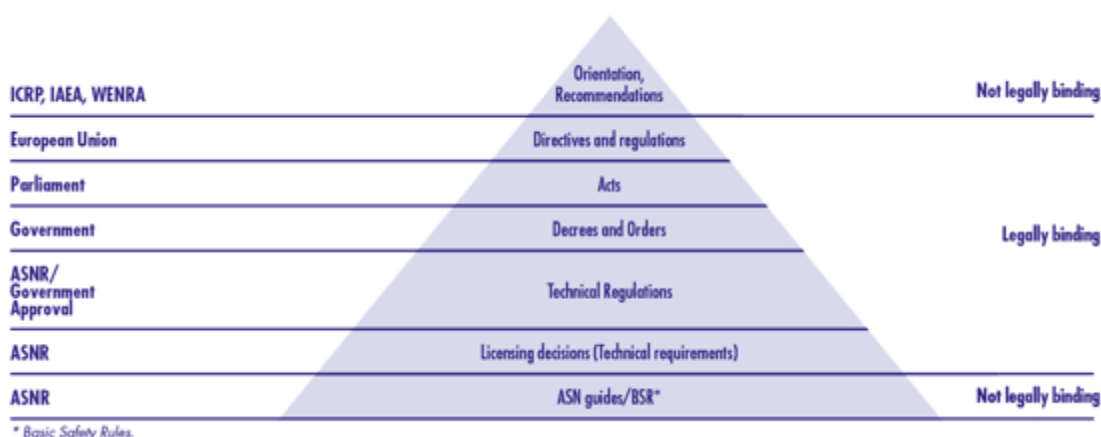 Orientation,
ICRP, IAEA, WENRA Recommendations Not legally binding
European Union Directives and regulations
Parliament Acts
Government Decrees and Orders Legally binding
ASNR/
Government Technical Regulations
Approval
ASNR Licensing decisions (Technical requirements)
ASNR ASN guides/BSR* Not legally binding
* Basic Safety Rules.